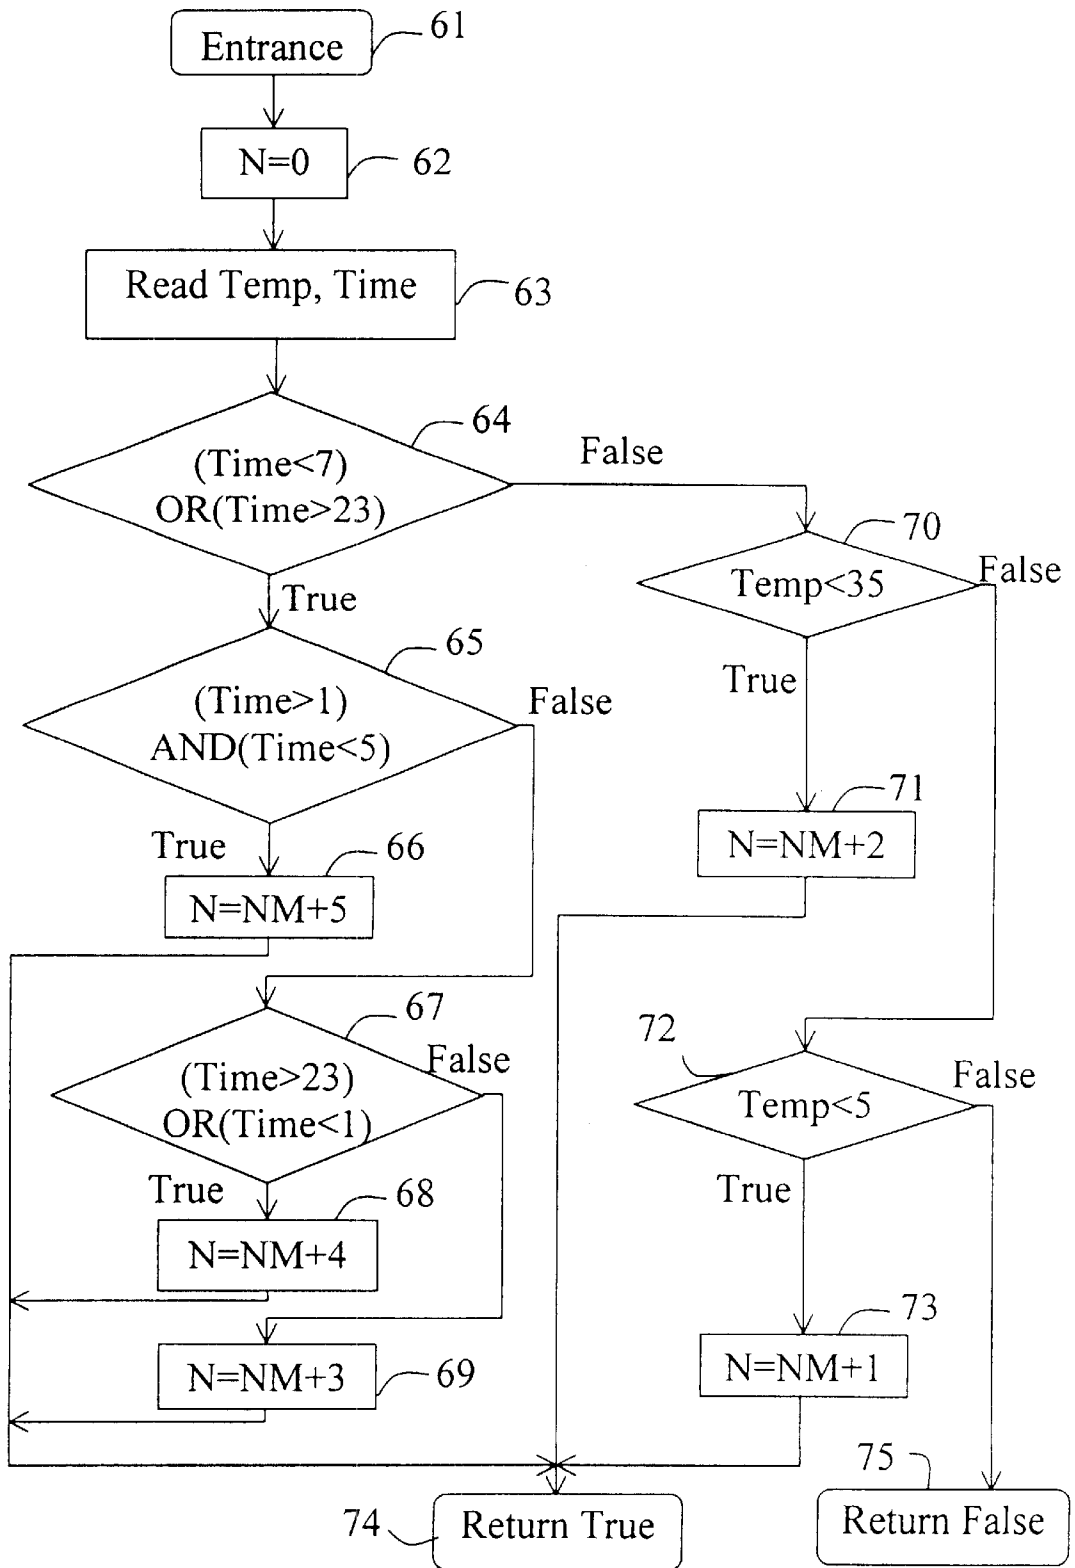 Entrance
61
N=0
62
Read Temp, Time
63
64
(Time<7)
OR(Time>23)
False
True
70
Temp<35
False
True
65
(Time>1)
AND(Time<5)
False
True
66
N=NM+5
71
N=NM+2
67
(Time>23)
OR(Time<1)
False
True
68
N=NM+4
N=NM+3
69
72
Temp<5
False
True
73
N=NM+1
74
Return True
75
Return False